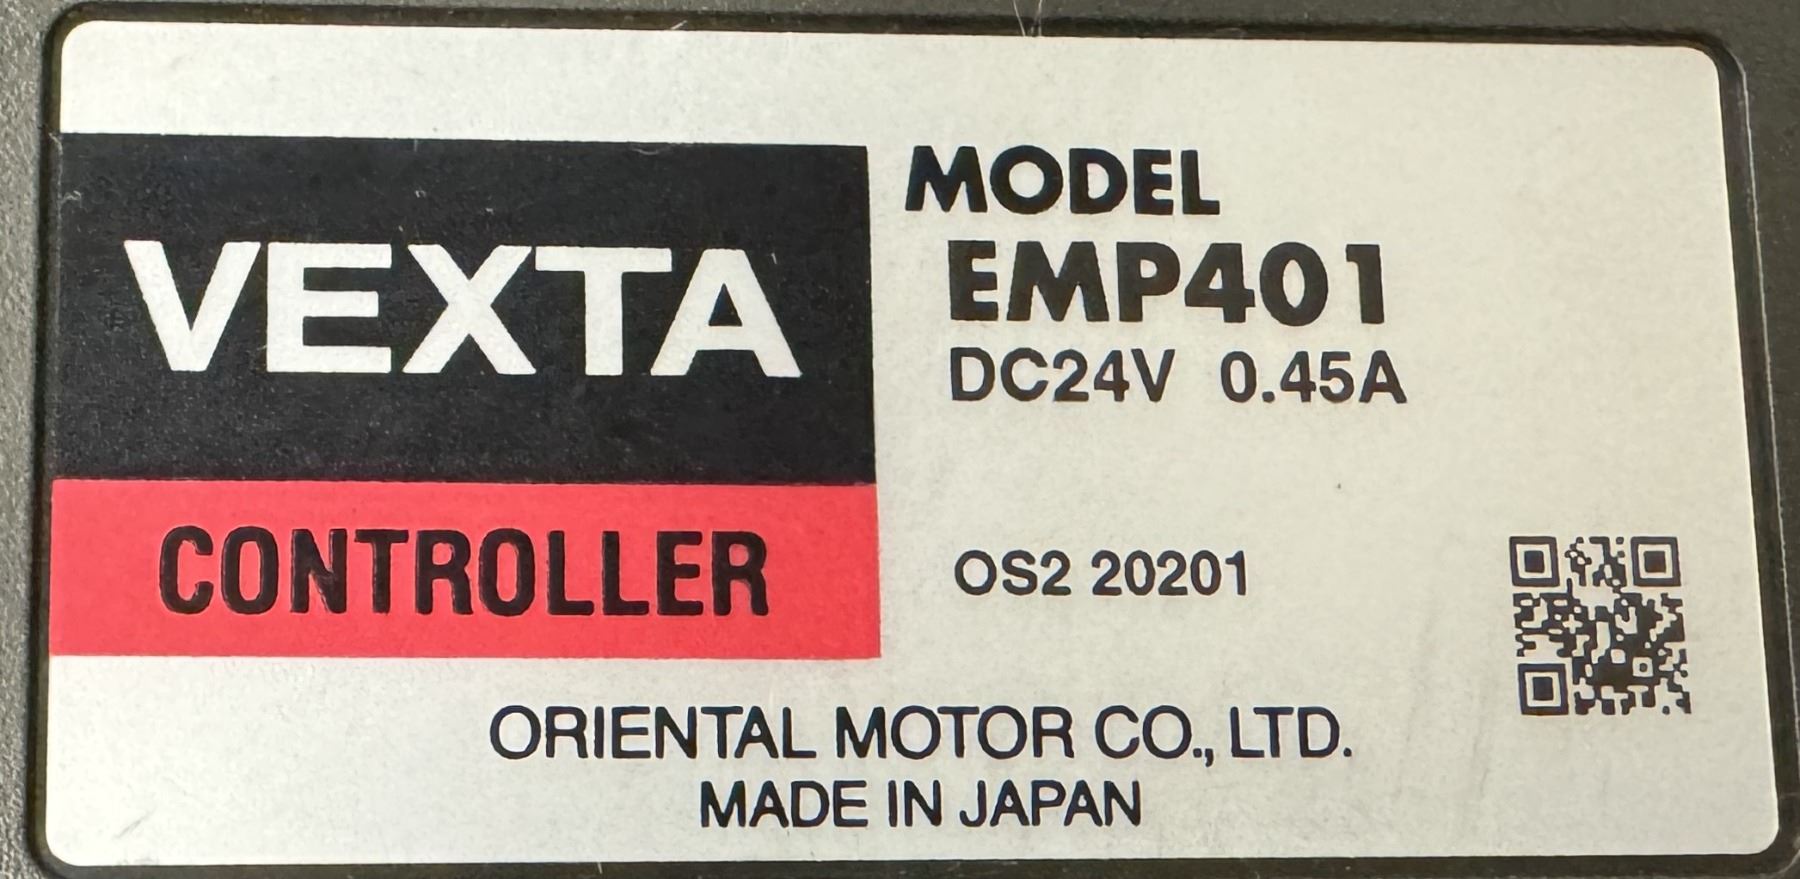 VEXTA
CONTROLLER
MODEL
EMP401
DC24V 0.45A
OS2 20201
ORIENTAL MOTOR CO., LTD.
MADE IN JAPAN